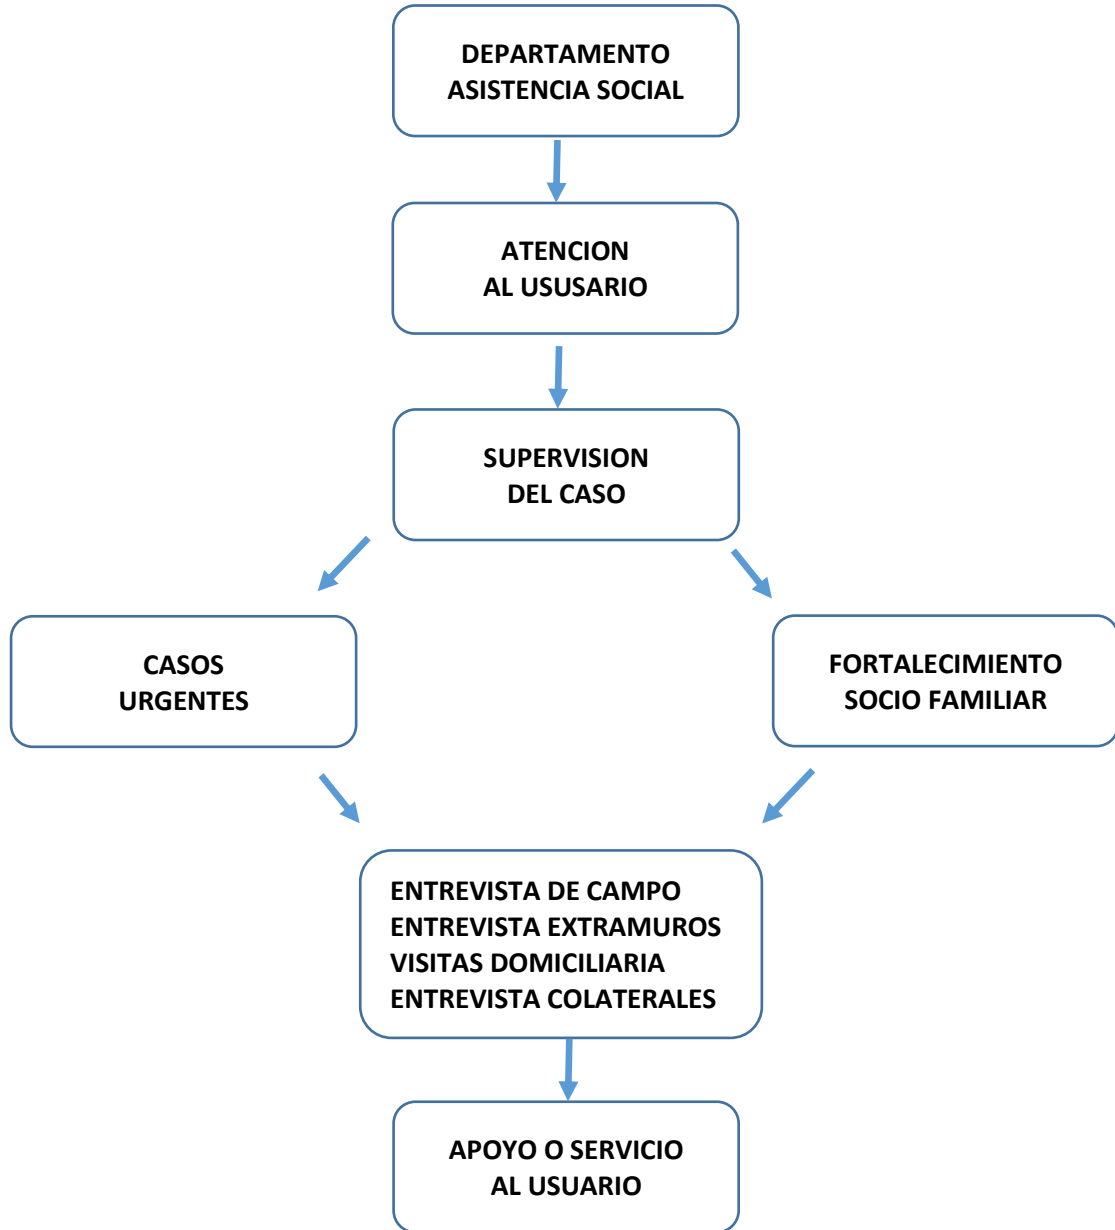 DEPARTAMENTO
ASISTENCIA SOCIAL
ATENCION
AL USUSARIO
SUPERVISION
DEL CASO
CASOS
URGENTES
FORTALECIMIENTO
SOCIO FAMILIAR
ENTREVISTA DE CAMPO
ENTREVISTA EXTRAMUROS
VISITAS DOMICILIARIA
ENTREVISTA COLATERALES
APOYO O SERVICIO
AL USUARIO